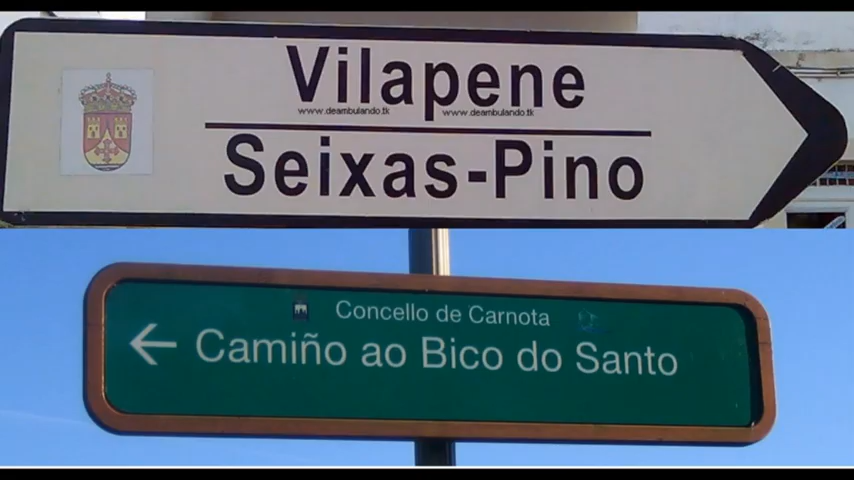 Vilapene
www.deambulando.tk www.deambulando.tk
Seixas-Pino
Concello de Carnota
Camiño ao Bico do Santo